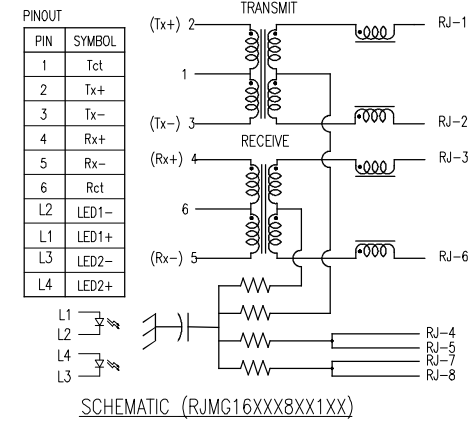 PINOUT
PIN SYMBOL
1 Tct
2 Tx+
3 Tx-
4 Rx+
5 Rx-
6 Rct
L2 LED1-
L1 LED1+
L3 LED2-
L4 LED2+
TRANSMIT
(Tx+) 2
RJ-1
1
(Tx-) 3
RJ-2
RECEIVE
(Rx+) 4
RJ-3
6
(Rx-) 5
RJ-6
L1
L2
L4
L3
RJ-4
RJ-5
RJ-7
RJ-8
SCHEMATIC (RJMG16XXX8XX1XX)